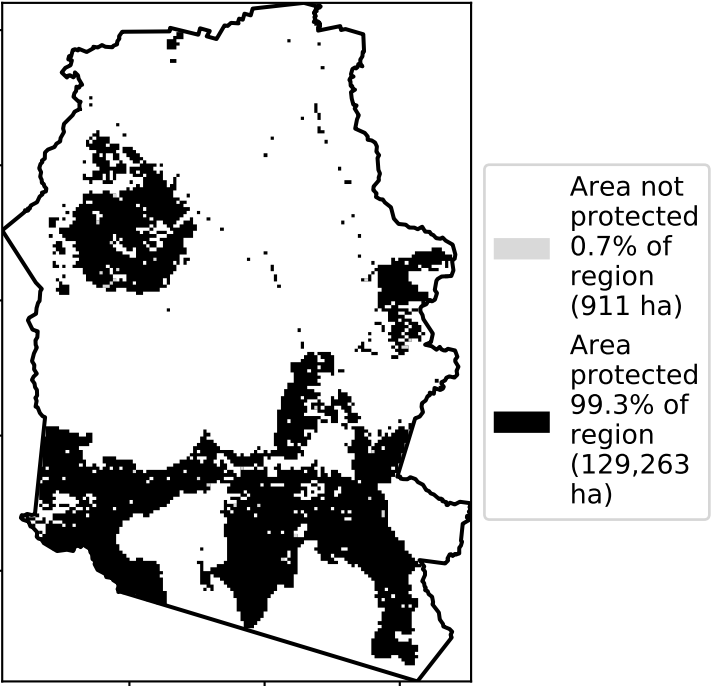 Area not
protected
0.7% of
region
(911 ha)
Area
protected
99.3% of
region
(129,263
ha)